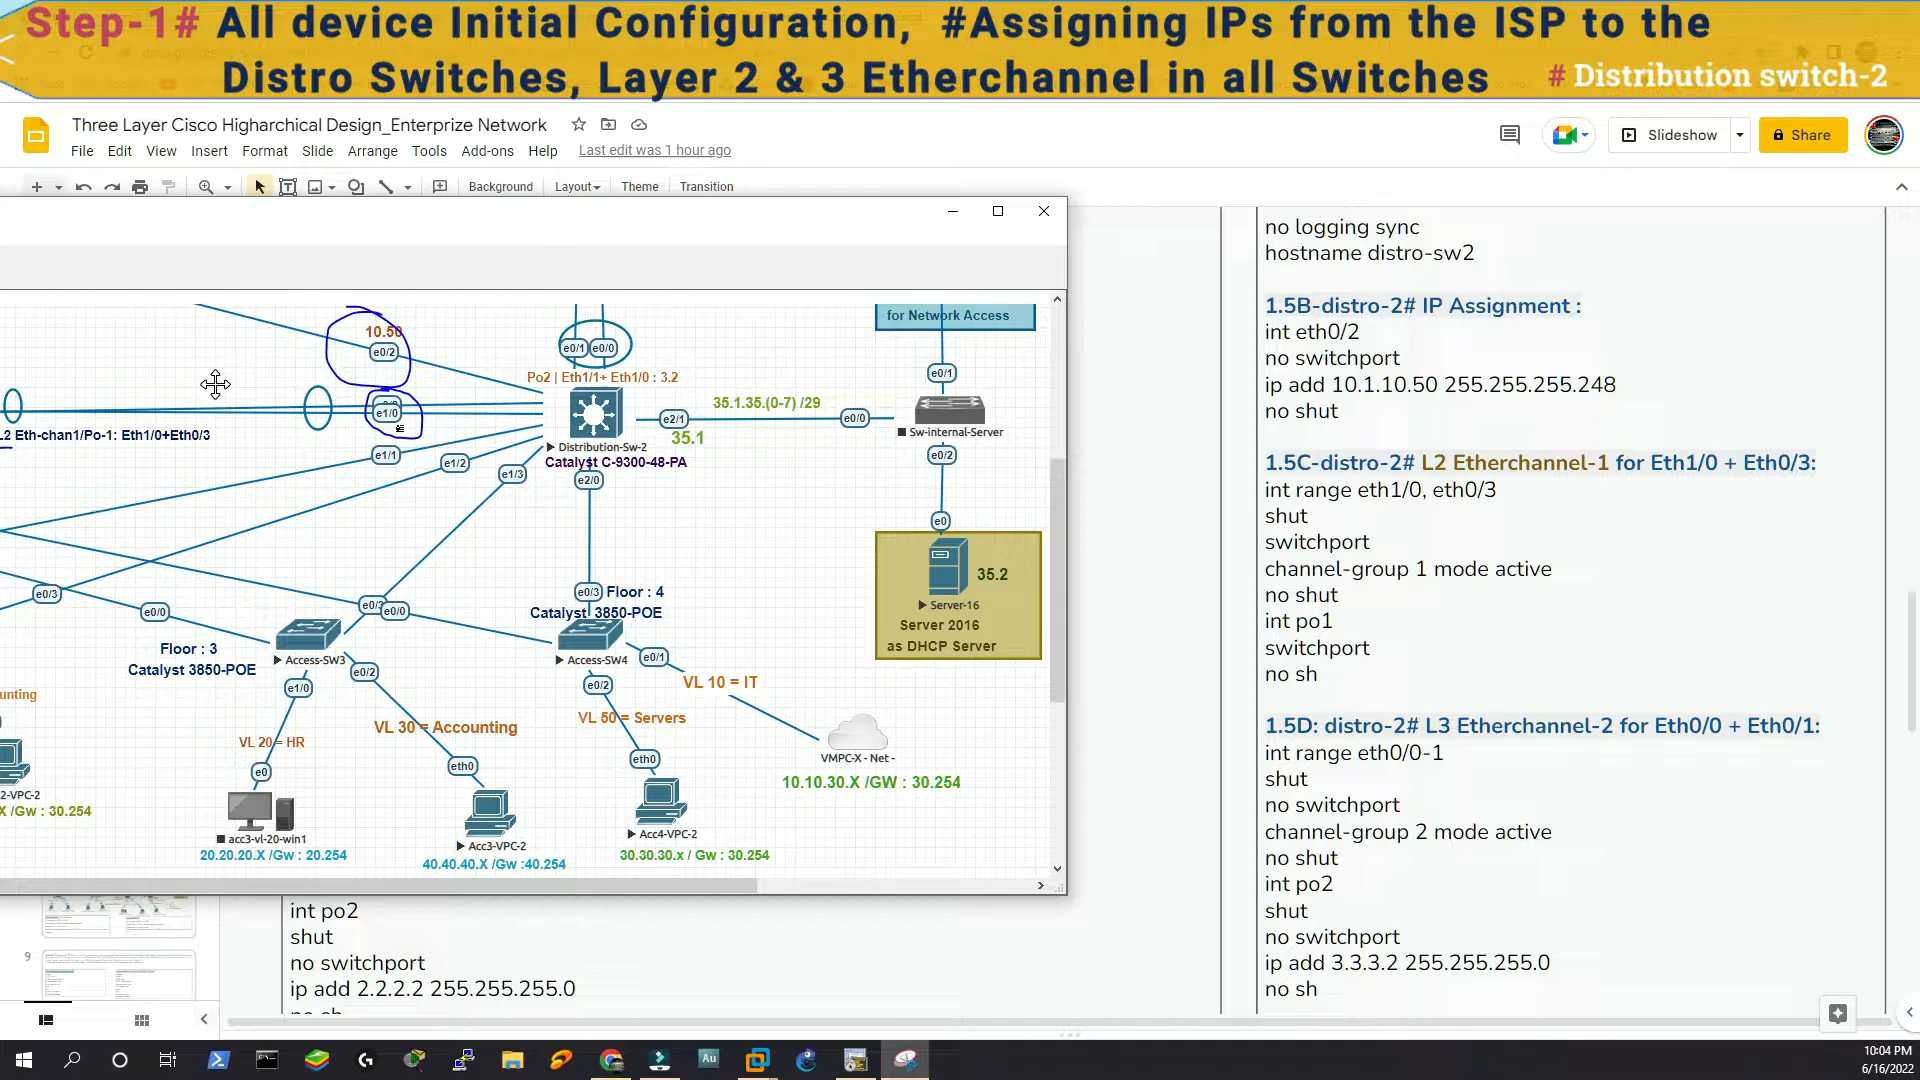 Step-1# All device Initial Configuration, #Assigning IPs from the ISP to the
Distro Switches, Layer 2 & 3 Etherchannel in all Switches # Distribution switch-2
Three Layer Cisco Higharchical Design_Enterprize Network
File Edit View Insert Format Slide Arrange Tools Add-ons Help Last edit was 1 hour ago
Slideshow
Share
Background Layout Theme Transition
10.50
e0/2
e1/0
L2 Eth-chan1/Po-1: Eth1/0+Eth0/3
e0/1 e0/0
Po2 | Eth1/1+ Eth1/0 : 3.2
Distribution-Sw-2
Catalyst C-9300-48-PA
e2/1
35.1
35.1.35.(0-7) /29
e0/0
for Network Access
e0/1
Sw-internal-Server
e0/2
e0
35.2
Server-16
Server 2016
as DHCP Server
e1/1
e1/2
e1/3
e2/0
e0/3
e0/0
e0/0
e0/3 Floor : 4
Catalyst 3850-POE
Access-SW4
e0/1
e0/2
Floor : 3
Catalyst 3850-POE
Access-SW3
e0/2
e1/0
VL 10 = IT
VL 50 = Servers
VL 30 = Accounting
VL 20 = HR
unting
e0
eth0
eth0
VMPC-X - Net -
10.10.30.X /GW : 30.254
2-VPC-2
X /Gw : 30.254
acc3-vl-20-win1
20.20.20.X /Gw : 20.254
Acc3-VPC-2
40.40.40.X /Gw :40.254
Acc4-VPC-2
30.30.30.x / Gw : 30.254
9
int po2
shut
no switchport
ip add 2.2.2.2 255.255.255.0
no sh
no logging sync
hostname distro-sw2
1.5B-distro-2# IP Assignment :
int eth0/2
no switchport
ip add 10.1.10.50 255.255.255.248
no shut
1.5C-distro-2# L2 Etherchannel-1 for Eth1/0 + Eth0/3:
int range eth1/0, eth0/3
shut
switchport
channel-group 1 mode active
no shut
int po1
switchport
no sh
1.5D: distro-2# L3 Etherchannel-2 for Eth0/0 + Eth0/1:
int range eth0/0-1
shut
no switchport
channel-group 2 mode active
no shut
int po2
shut
no switchport
ip add 3.3.3.2 255.255.255.0
no sh
Au
10:04 PM
6/16/2022